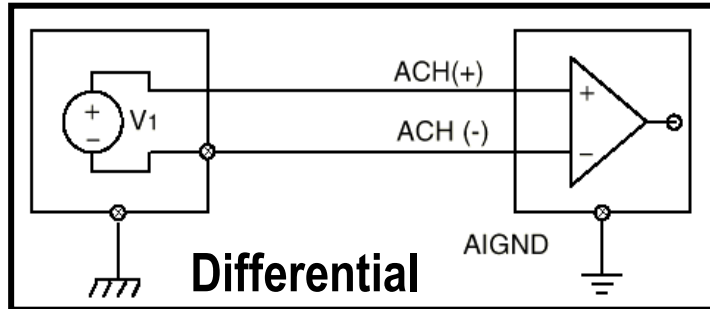 ACH(+)
+
V1
−
ACH (-)
+
−
AIGND
Differential